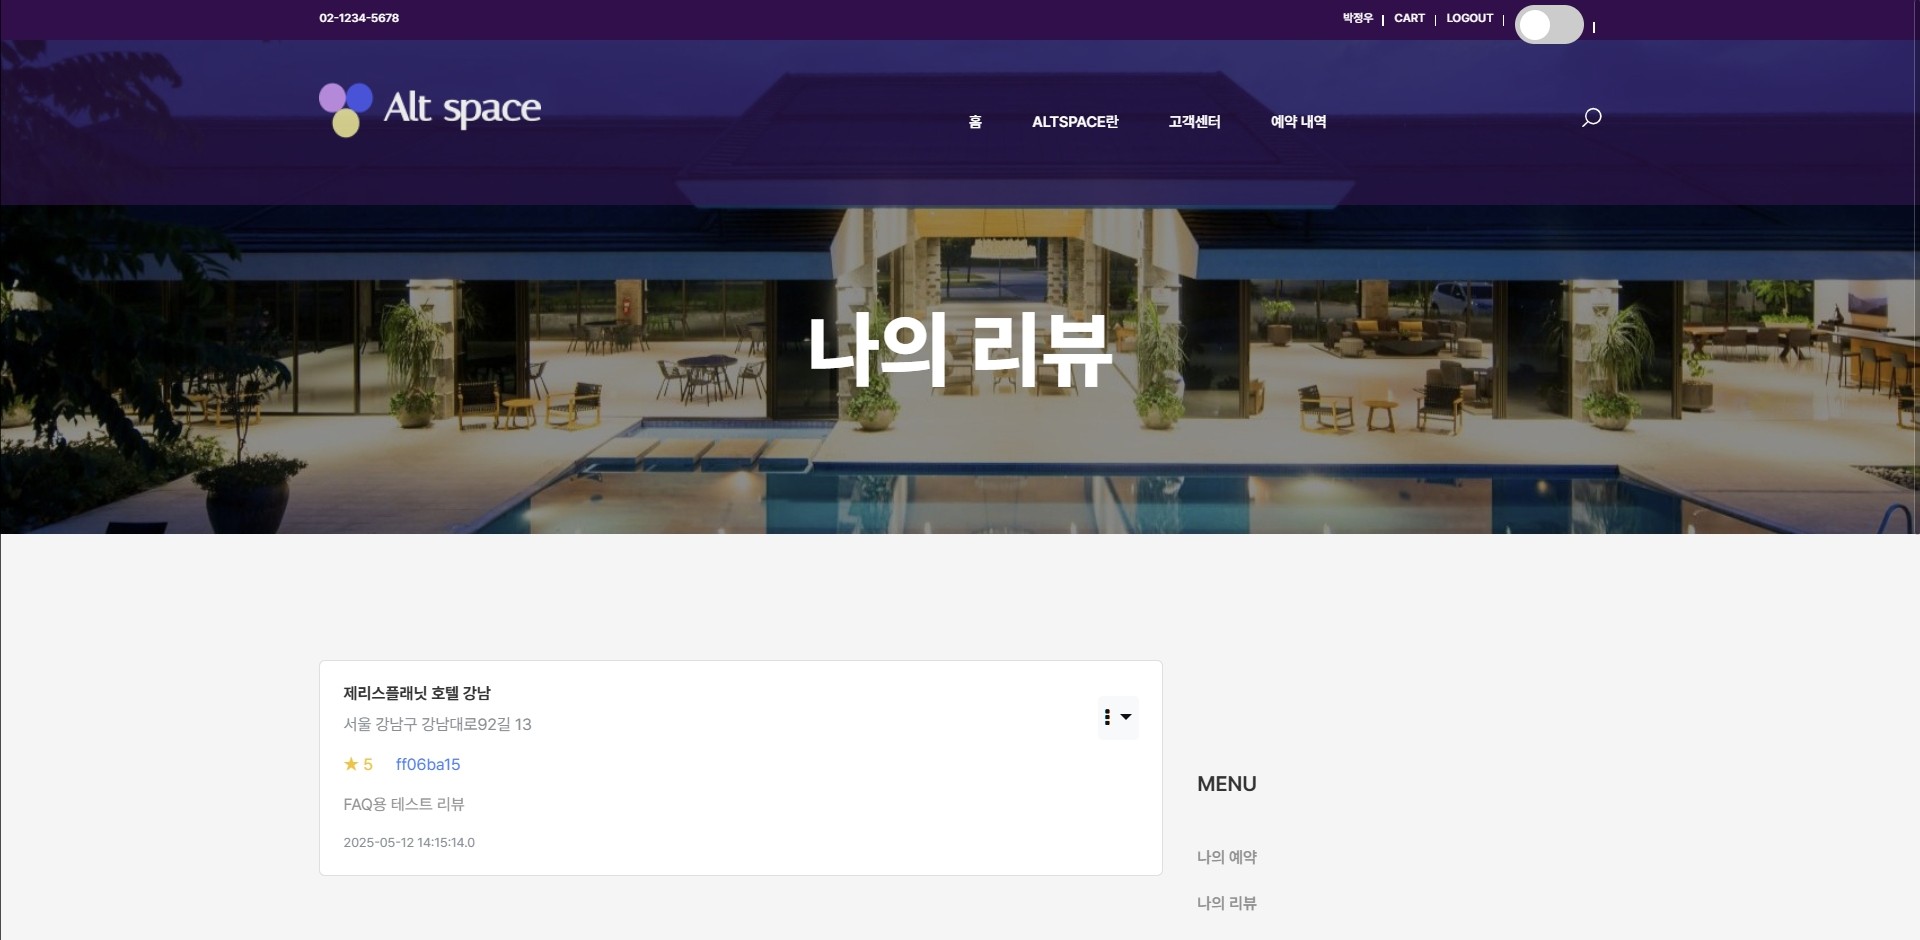 02-1234-5678
박정우 | CART | LOGOUT |
Alt space
홈
ALTSPACE란
고객센터
예약 내역
나의 리뷰
제리스플래닛 호텔 강남
서울 강남구 강남대로92길 13
★ 5 ff06ba15
FAQ용 테스트 리뷰
2025-05-12 14:15:14.0
MENU
나의 예약
나의 리뷰